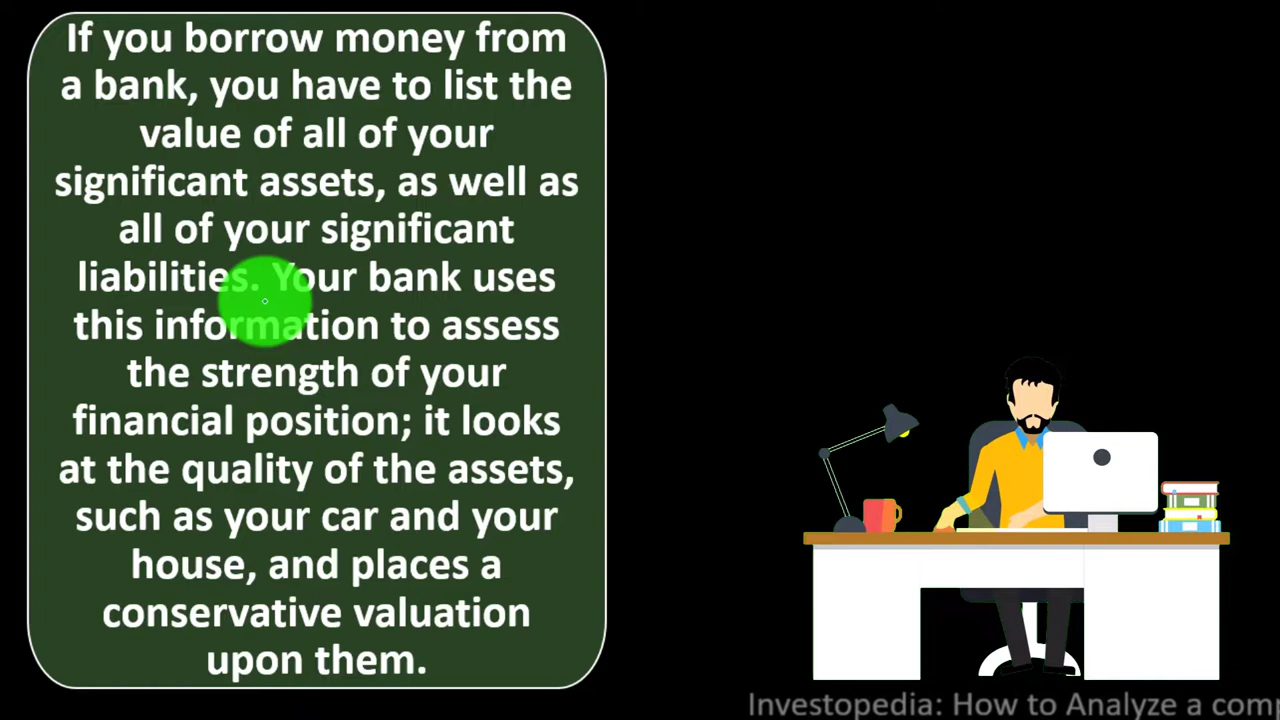 If you borrow money from
a bank, you have to list the
value of all of your
significant assets, as well as
all of your significant
liabilities. Your bank uses
this information to assess
the strength of your
financial position; it looks
at the quality of the assets,
such as your car and your
house, and places a
conservative valuation
upon them.
Investopedia: How to Analyze a